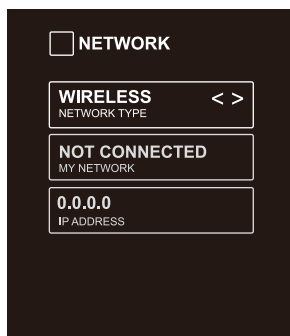 NETWORK
WIRELESS < >
NETWORK TYPE
NOT CONNECTED
MY NETWORK
0.0.0.0
IP ADDRESS